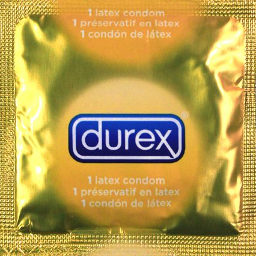 1 latex condom
1 préservatif en latex
1 condón de látex
durex
1 latex condom
1 préservatif en latex
1 condón de látex